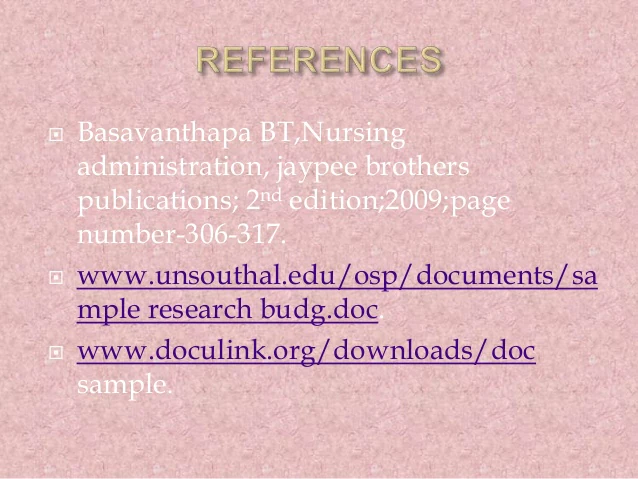 REFERENCES
Basavanthapa BT,Nursing
administration, jaypee brothers
publications; 2nd edition;2009;page
number-306-317.
www.unsouthal.edu/osp/documents/sa
mple research budg.doc.
www.doculink.org/downloads/doc
sample.